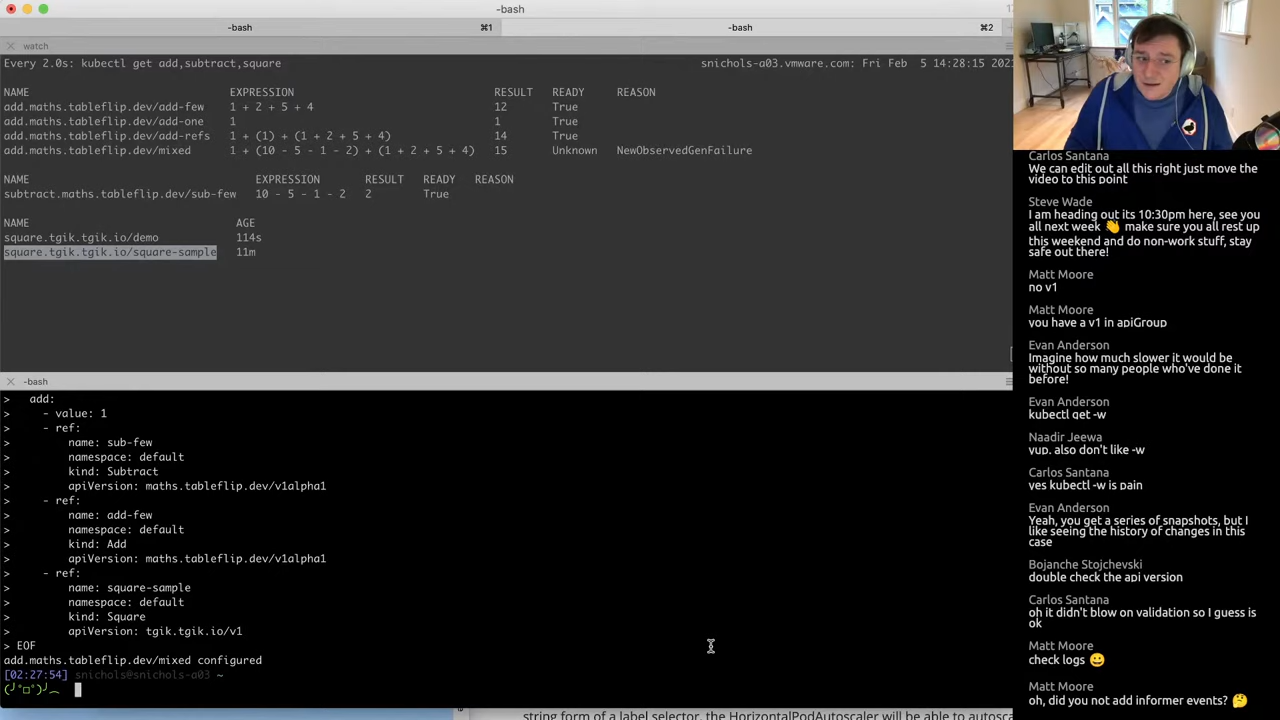 -bash
-bash ⌘1
-bash ⌘2
watch
Every 2.0s: kubectl get add,subtract,square snichols-a03.vmware.com: Fri Feb 5 14:28:15 202
NAME EXPRESSION RESULT READY REASON
add.maths.tableflip.dev/add-few 1 + 2 + 5 + 4 12 True
add.maths.tableflip.dev/add-one 1 1 True
add.maths.tableflip.dev/add-refs 1 + (1) + (1 + 2 + 5 + 4) 14 True
add.maths.tableflip.dev/mixed 1 + (10 - 5 - 1 - 2) + (1 + 2 + 5 + 4) 15 Unknown NewObservedGenFailure
NAME EXPRESSION RESULT READY REASON
subtract.maths.tableflip.dev/sub-few 10 - 5 - 1 - 2 2 True
NAME AGE
square.tgik.tgik.io/demo 114s
square.tgik.tgik.io/square-sample 11m
-bash
> add:
> - value: 1
> - ref:
> name: sub-few
> namespace: default
> kind: Subtract
> apiVersion: maths.tableflip.dev/v1alpha1
> - ref:
> name: add-few
> namespace: default
> kind: Add
> apiVersion: maths.tableflip.dev/v1alpha1
> - ref:
> name: square-sample
> namespace: default
> kind: Square
> apiVersion: tgik.tgik.io/v1
> EOF
add.maths.tableflip.dev/mixed configured
[02:27:54] snichols@snichols-a03 ~
(╯°□°)╯︵
string form of a label selector, the HorizontalPodAutoscaler will be able to autosca
Carlos Santana
We can edit out all this right just move the
video to this point
Steve Wade
I am heading out its 10:30pm here, see you
all next week 👋 make sure you all rest up
this weekend and do non-work stuff, stay
safe out there!
Matt Moore
no v1
Matt Moore
you have a v1 in apiGroup
Evan Anderson
Imagine how much slower it would be
without so many people who've done it
before!
Evan Anderson
kubectl get -w
Naadir Jeewa
yup. also don't like -w
Carlos Santana
yes kubectl -w is pain
Evan Anderson
Yeah, you get a series of snapshots, but I
like seeing the history of changes in this
case
Bojanche Stojchevski
double check the api version
Carlos Santana
oh it didn't blow on validation so I guess is
ok
Matt Moore
check logs 😀
Matt Moore
oh, did you not add informer events? 🤔